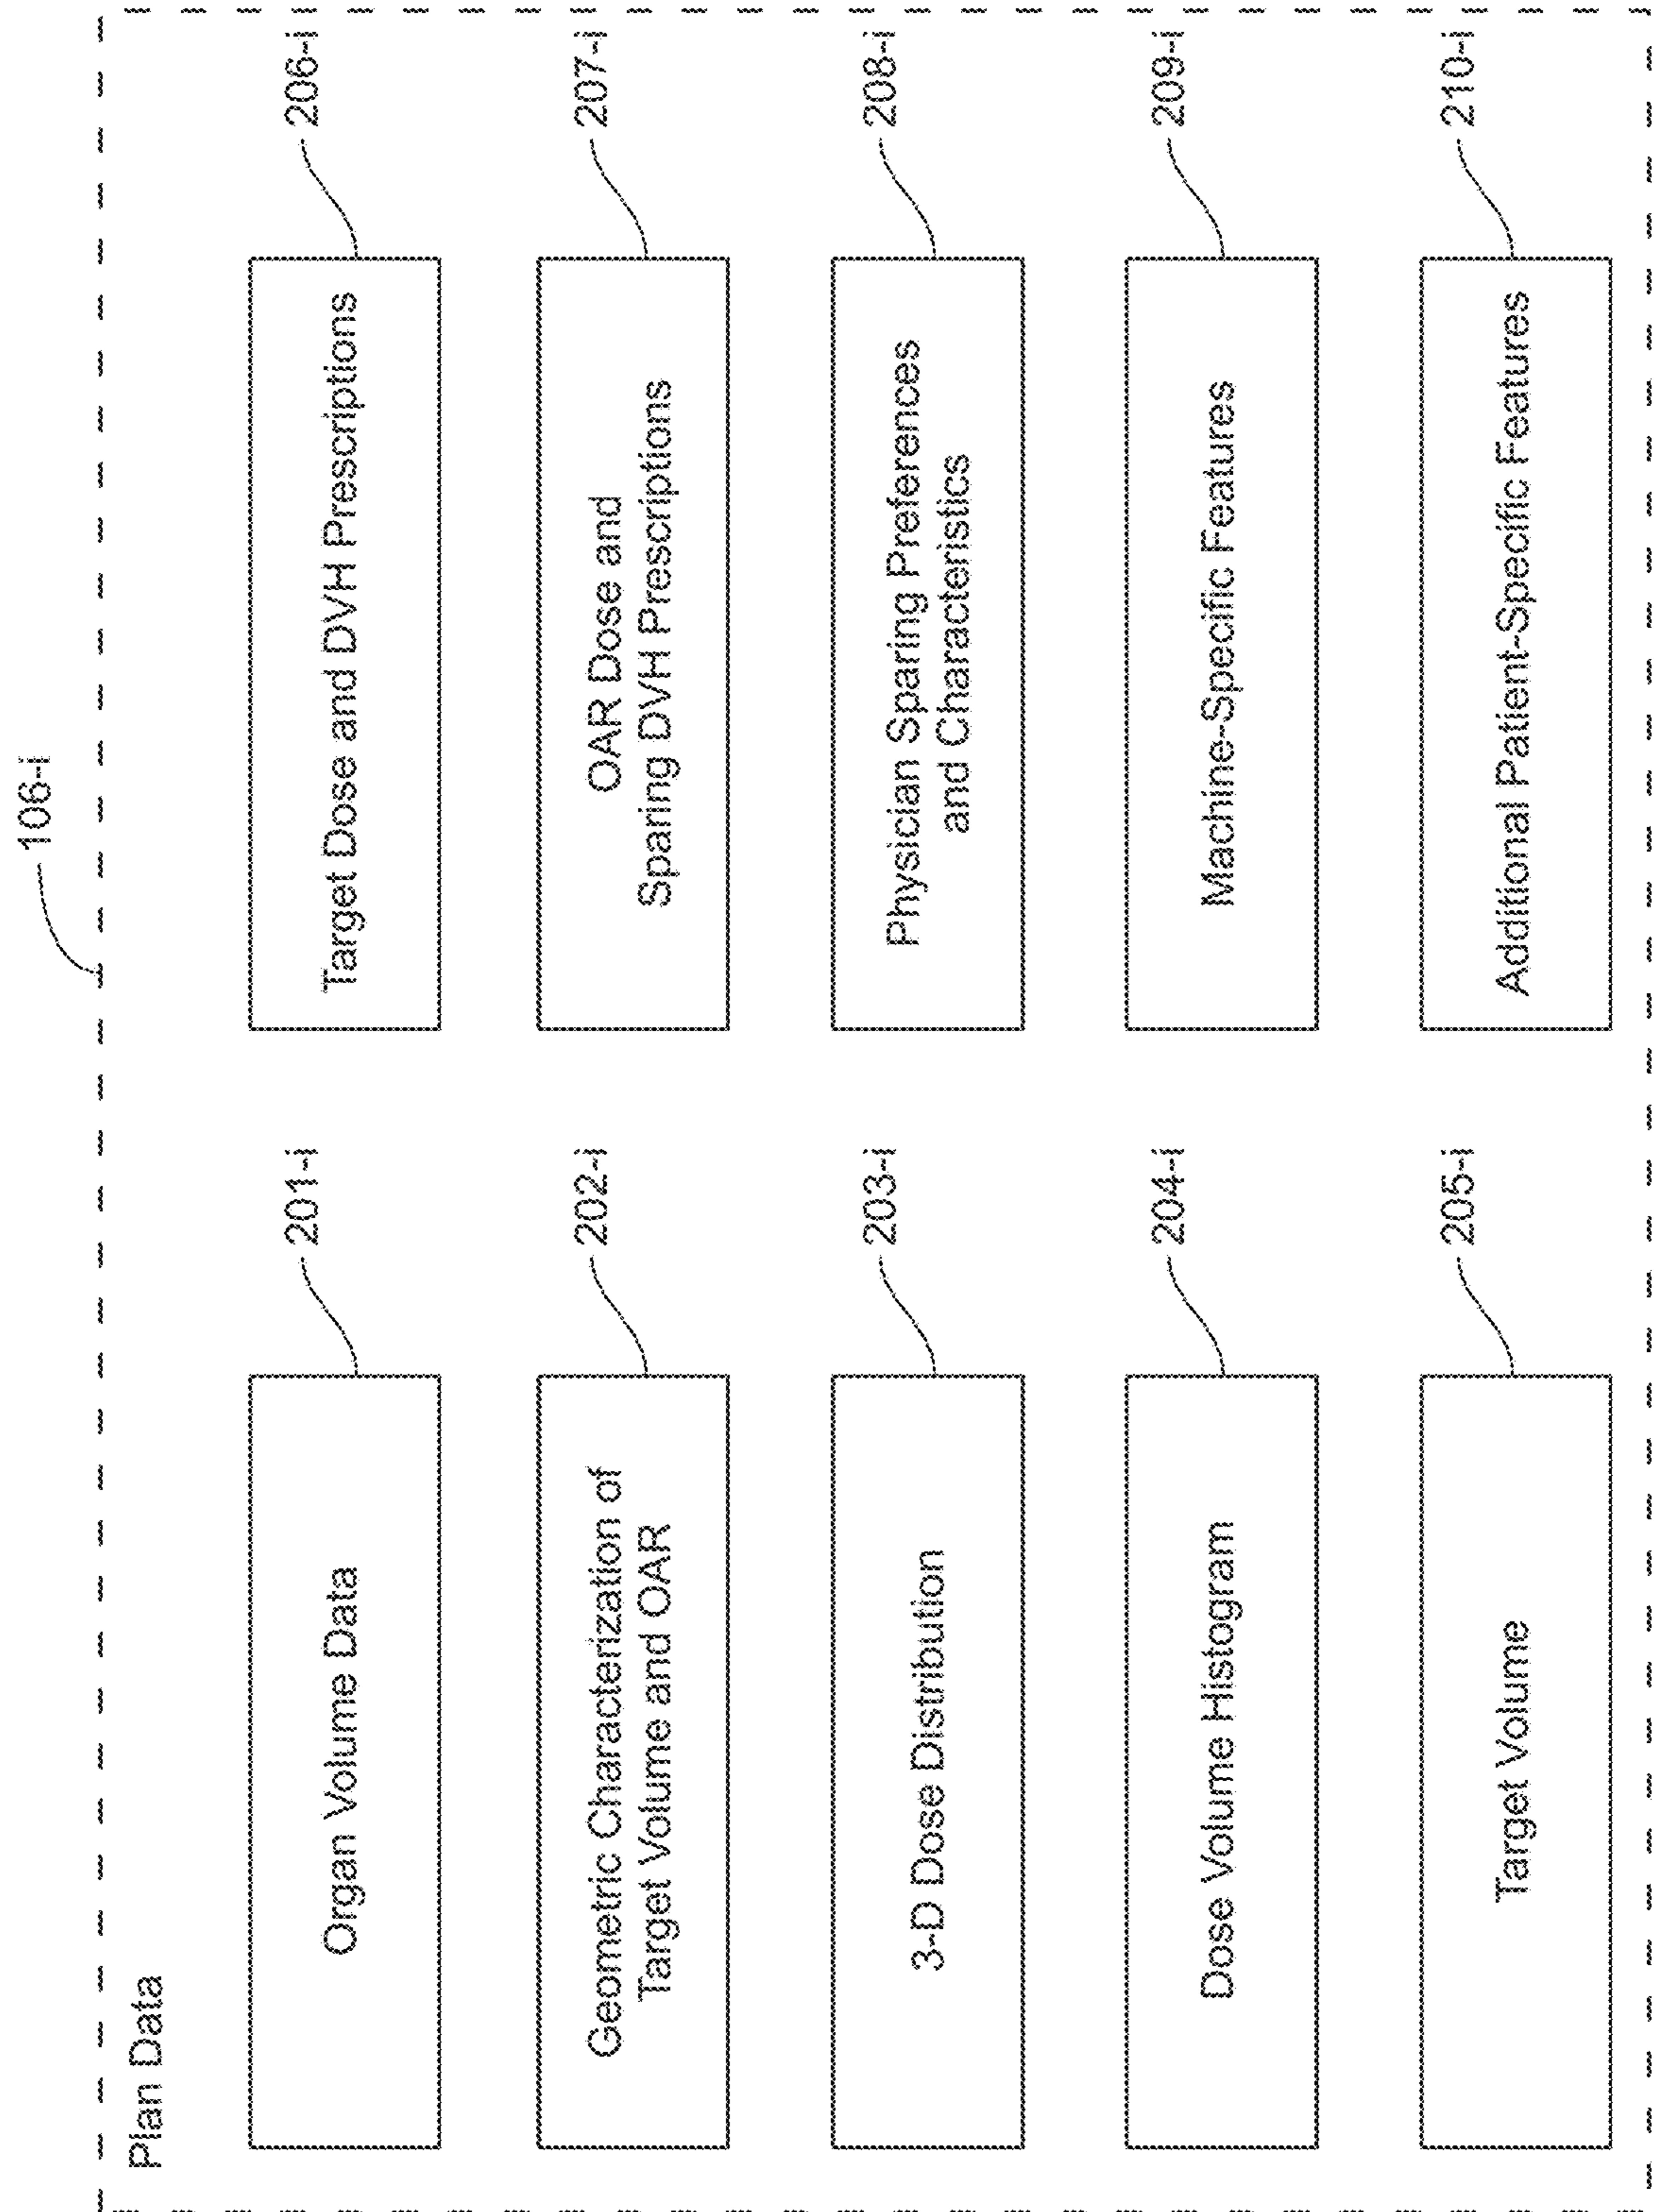 106-i
Plan Data
Organ Volume Data
201-i
Geometric Characterization of
Target Volume and OAR
202-i
3-D Dose Distribution
203-i
Dose Volume Histogram
204-i
Target Volume
205-i
Target Dose and DVH Prescriptions
206-i
OAR Dose and
Sparing DVH Prescriptions
207-i
Physician Sparing Preferences
and Characteristics
208-i
Machine-Specific Features
209-i
Additional Patient-Specific Features
210-i